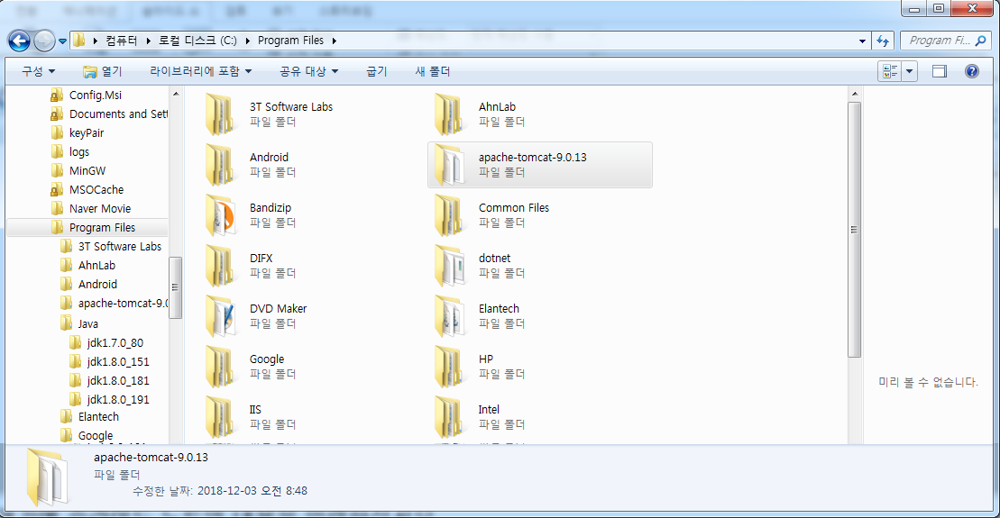 컴퓨터 로컬 디스크 (C:) Program Files
Program Fi...
구성 열기 라이브러리에 포함 공유 대상 굽기 새 폴더
Config.Msi
Documents and Sett
keyPair
logs
MinGW
MSOCache
Naver Movie
Program Files
3T Software Labs
AhnLab
Android
apache-tomcat-9.0
Java
jdk1.7.0_80
jdk1.8.0_151
jdk1.8.0_181
jdk1.8.0_191
Elantech
Google
3T Software Labs
파일 폴더
AhnLab
파일 폴더
Android
파일 폴더
apache-tomcat-9.0.13
파일 폴더
Bandizip
파일 폴더
Common Files
파일 폴더
DIFX
파일 폴더
dotnet
파일 폴더
DVD Maker
파일 폴더
Elantech
파일 폴더
Google
파일 폴더
HP
파일 폴더
IIS
파일 폴더
Intel
파일 폴더
미리 볼 수 없습니다.
apache-tomcat-9.0.13
파일 폴더
수정한 날짜: 2018-12-03 오전 8:48